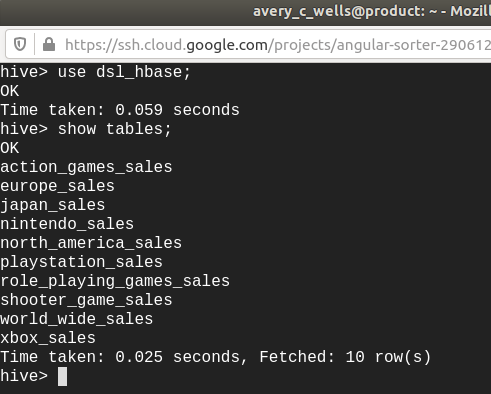 avery_c_wells@product: ~ - Mozil
https://ssh.cloud.google.com/projects/angular-sorter-290612
hive> use dsl_hbase;
OK
Time taken: 0.059 seconds
hive> show tables;
OK
action_games_sales
europe_sales
japan_sales
nintendo_sales
north_america_sales
playstation_sales
role_playing_games_sales
shooter_game_sales
world_wide_sales
xbox_sales
Time taken: 0.025 seconds, Fetched: 10 row(s)
hive>